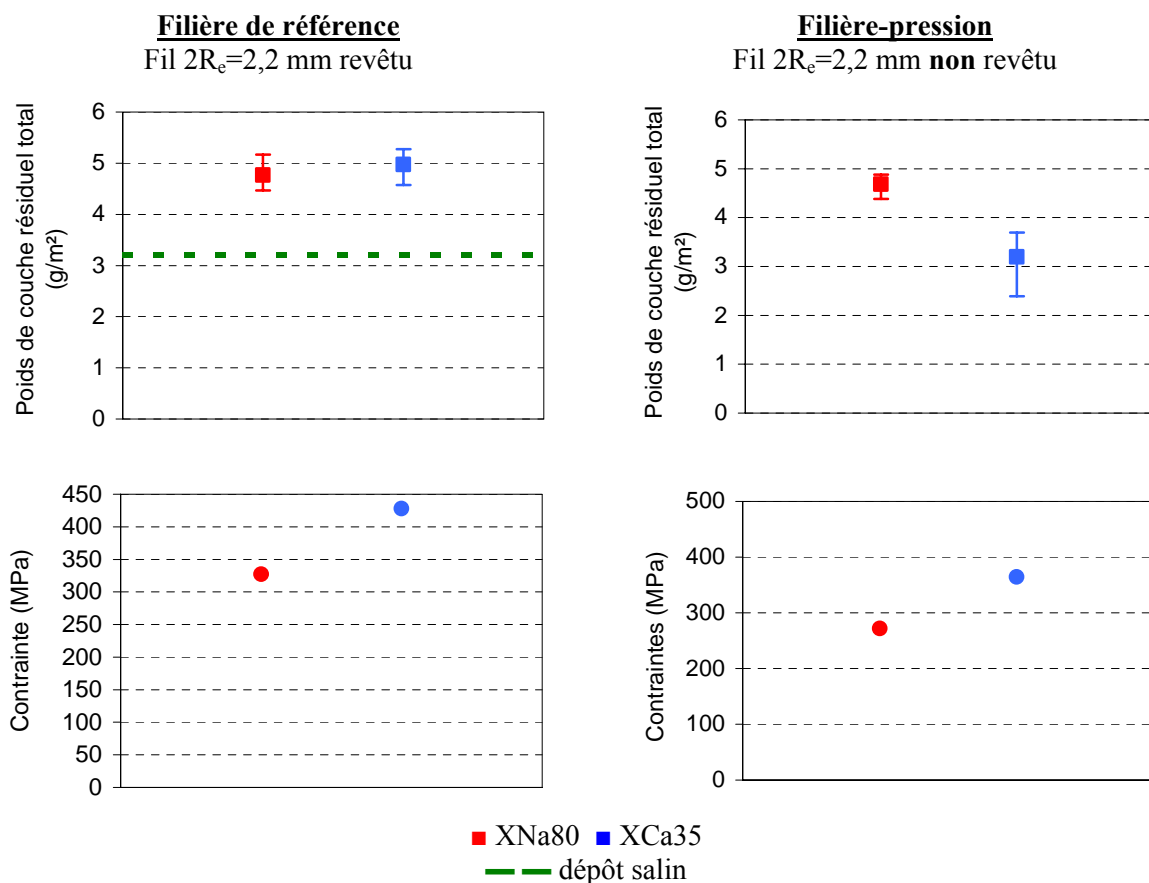 Filière de référence
Fil 2Re=2,2 mm revêtu
Filière-pression
Fil 2Re=2,2 mm non revêtu
Poids de couche résiduel total
(g/m²)
6
5
4
3
2
1
0
Poids de couche résiduel total
(g/m²)
6
5
4
3
2
1
0
Contrainte (MPa)
450
400
350
300
250
200
150
100
50
0
Contraintes (MPa)
500
400
300
200
100
0
XNa80 XCa35
dépôt salin